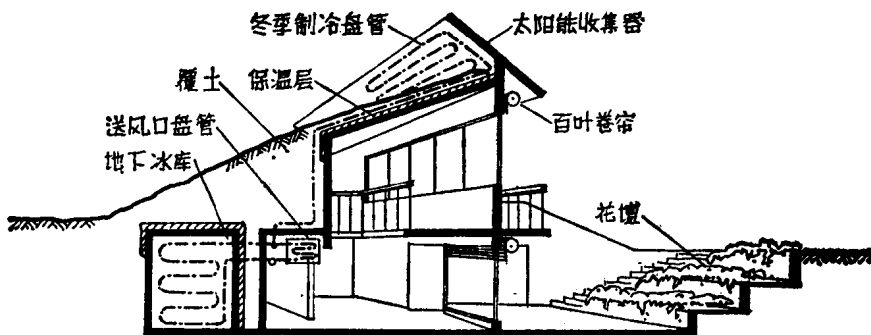 冬季制冷盘管
太阳能收集器
覆土
保温层
送风口盘管
百叶卷帘
地下冰库
花坛